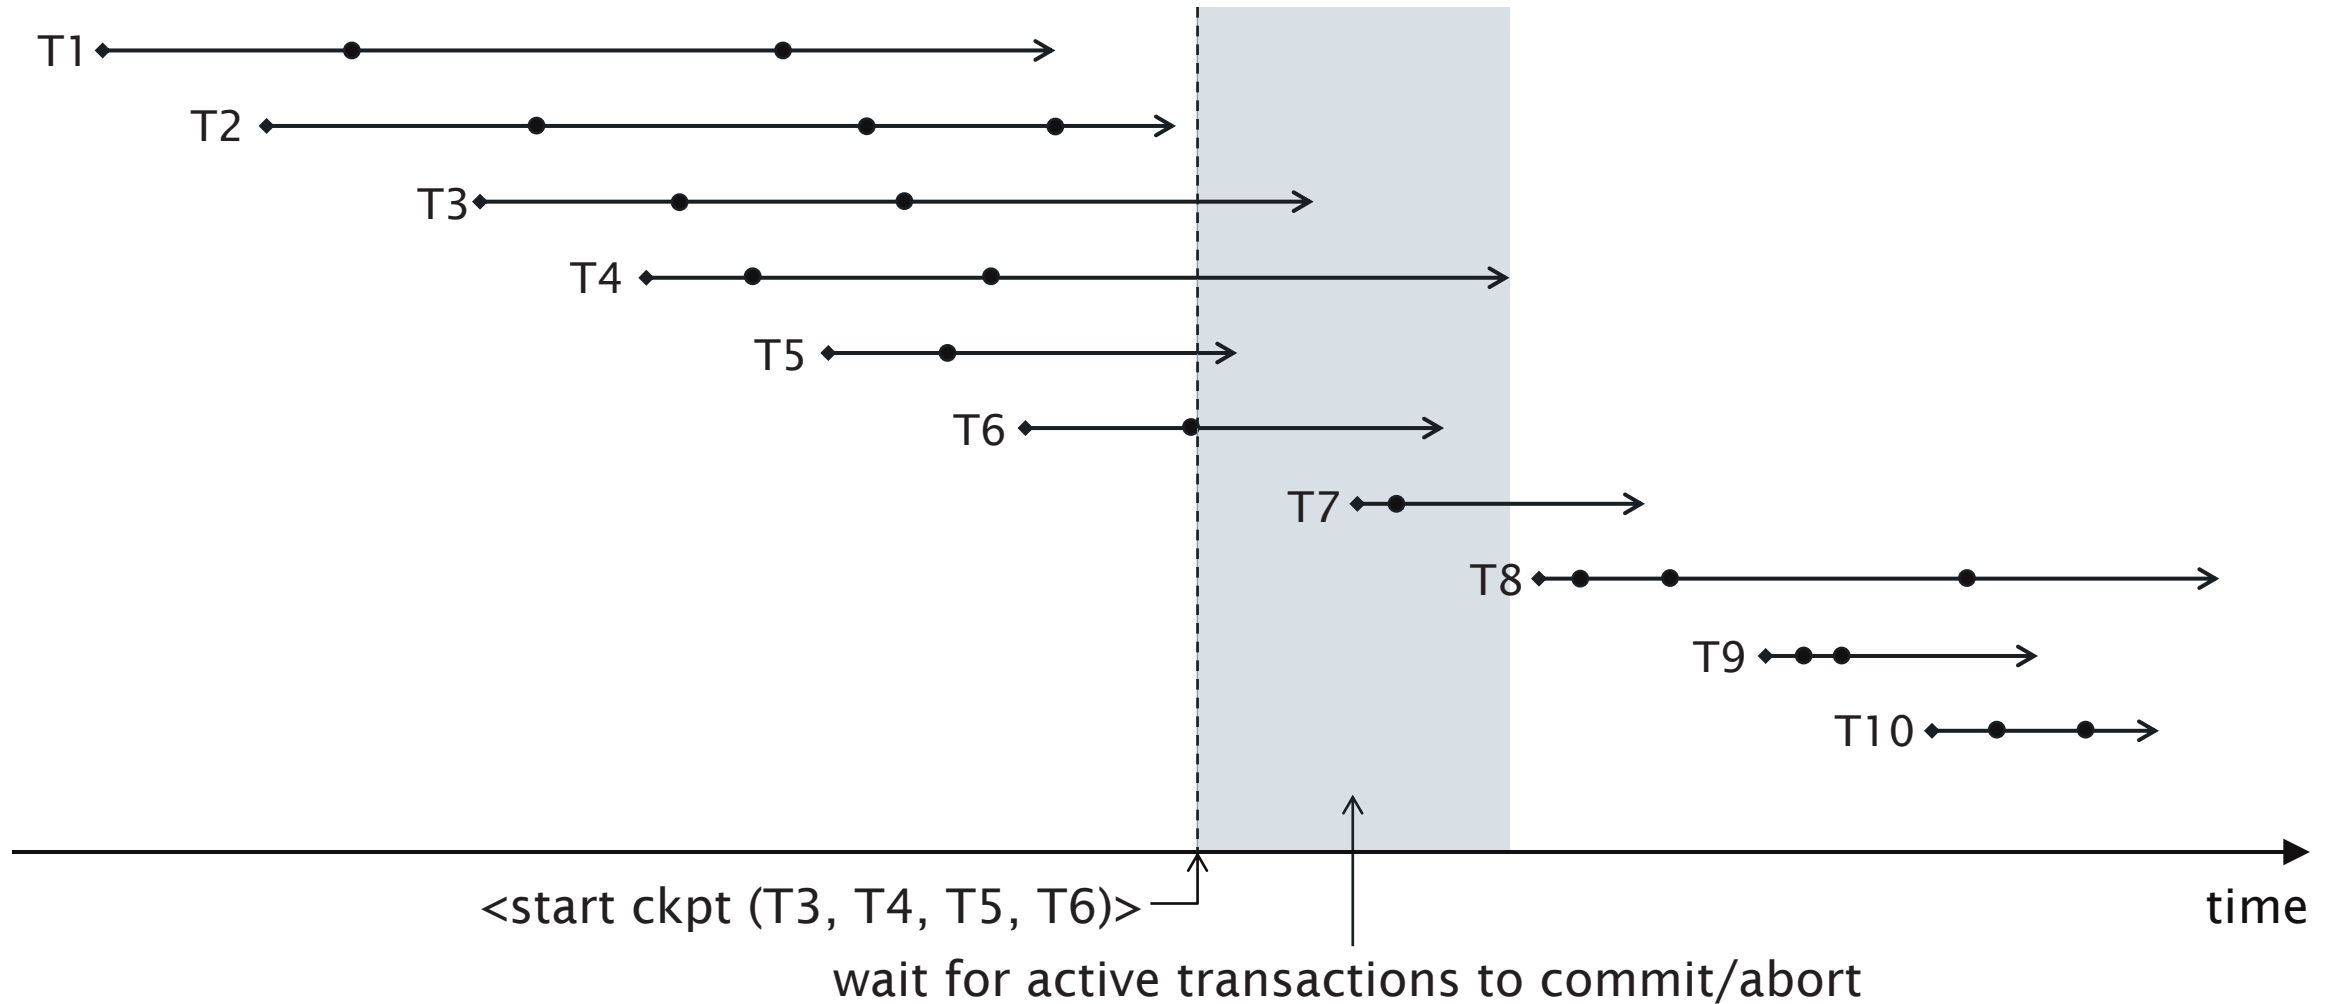 T1
T2
T3
T4
T5
T6
T7
T8
T9
T10
<start ckpt (T3, T4, T5, T6)>
time
wait for active transactions to commit/abort